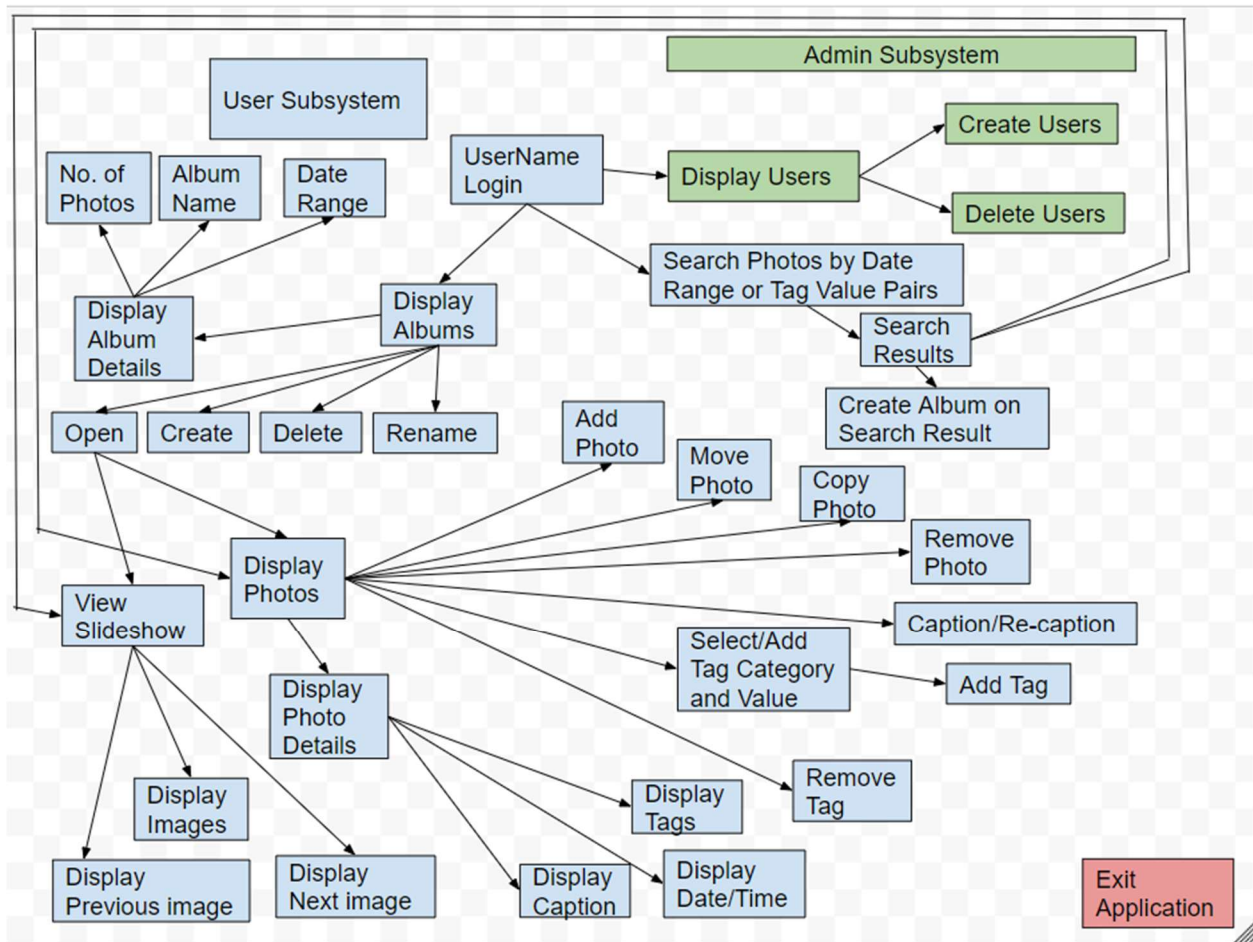 Admin Subsystem
User Subsystem
Create Users
UserName
Login
No. of
Photos
Album
Name
Date
Range
Display Users
Delete Users
Search Photos by Date
Range or Tag Value Pairs
Display
Album
Details
Display
Albums
Search
Results
Create Album on
Search Result
Open
Create
Delete
Rename
Add
Photo
Move
Photo
Copy
Photo
Remove
Photo
Display
Photos
View
Slideshow
Caption/Re-caption
Select/Add
Tag Category
and Value
Add Tag
Display
Photo
Details
Remove
Tag
Display
Images
Display
Tags
Display
Previous image
Display
Next image
Display
Caption
Display
Date/Time
Exit
Application